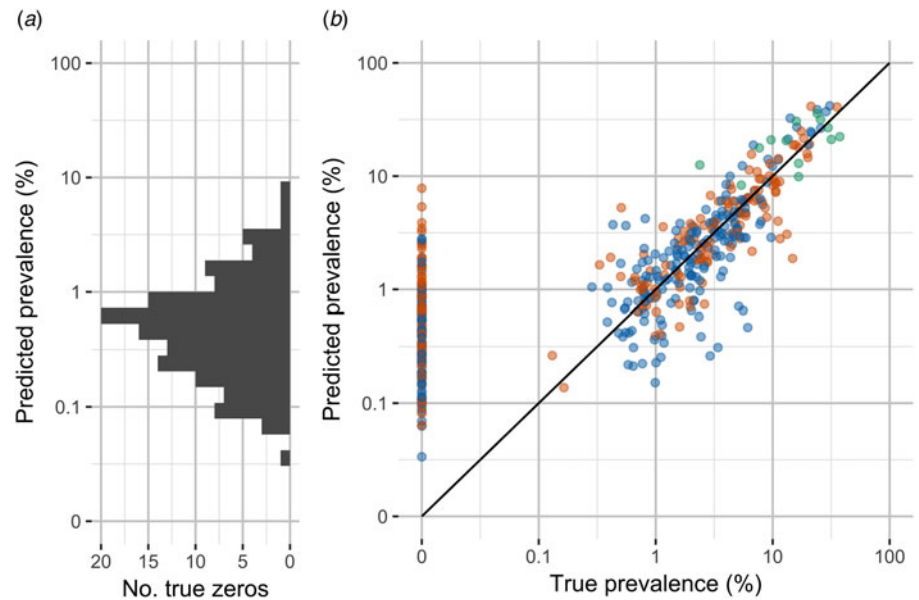 (a)
Predicted prevalence (%)
100
10
1
0.1
0
20 15 10 5 0
No. true zeros
(b)
Predicted prevalence (%)
100
10
1
0.1
0
0 0.1 1 10 100
True prevalence (%)